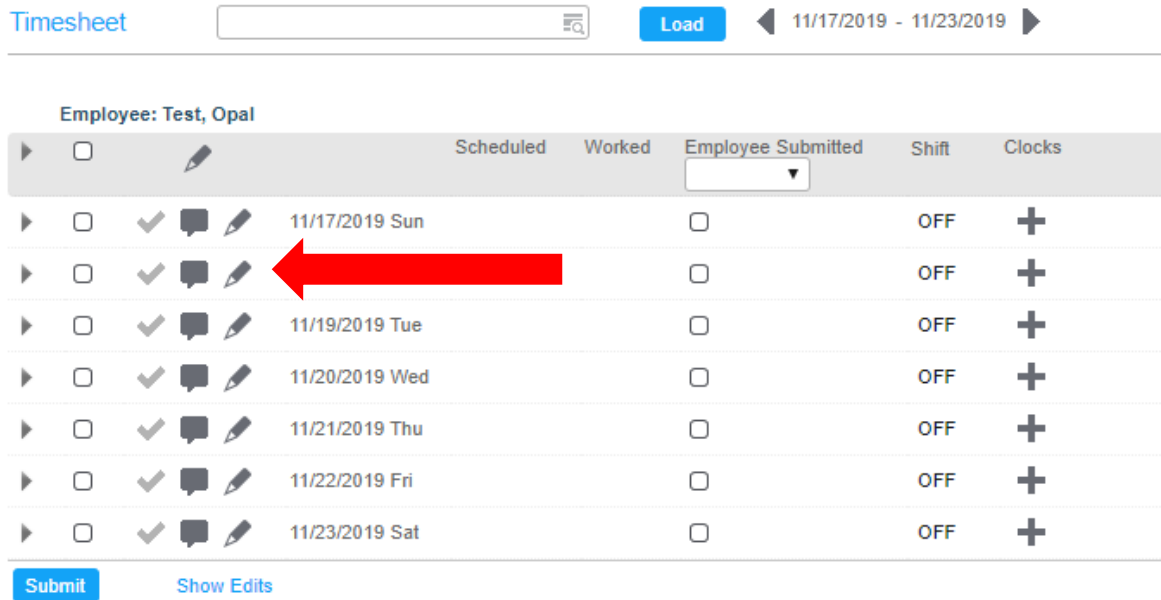 Timesheet Load 11/17/2019 - 11/23/2019
Employee: Test, Opal
Scheduled Worked Employee Submitted Shift Clocks
11/17/2019 Sun OFF
OFF
11/19/2019 Tue OFF
11/20/2019 Wed OFF
11/21/2019 Thu OFF
11/22/2019 Fri OFF
11/23/2019 Sat OFF
Submit Show Edits